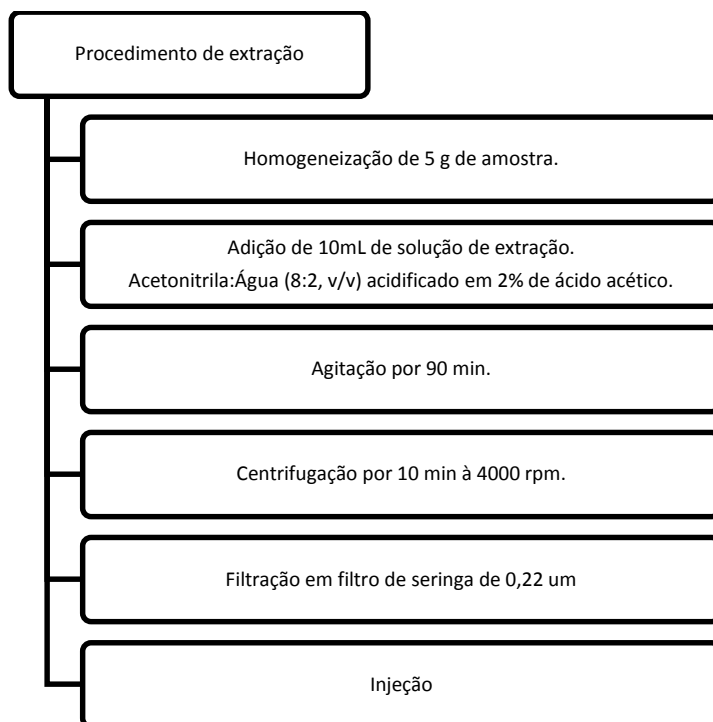 Procedimento de extração
Homogeneização de 5 g de amostra.
Adição de 10mL de solução de extração.
Acetonitrila:Água (8:2, v/v) acidificado em 2% de ácido acético.
Agitação por 90 min.
Centrifugação por 10 min à 4000 rpm.
Filtração em filtro de seringa de 0,22 um
Injeção